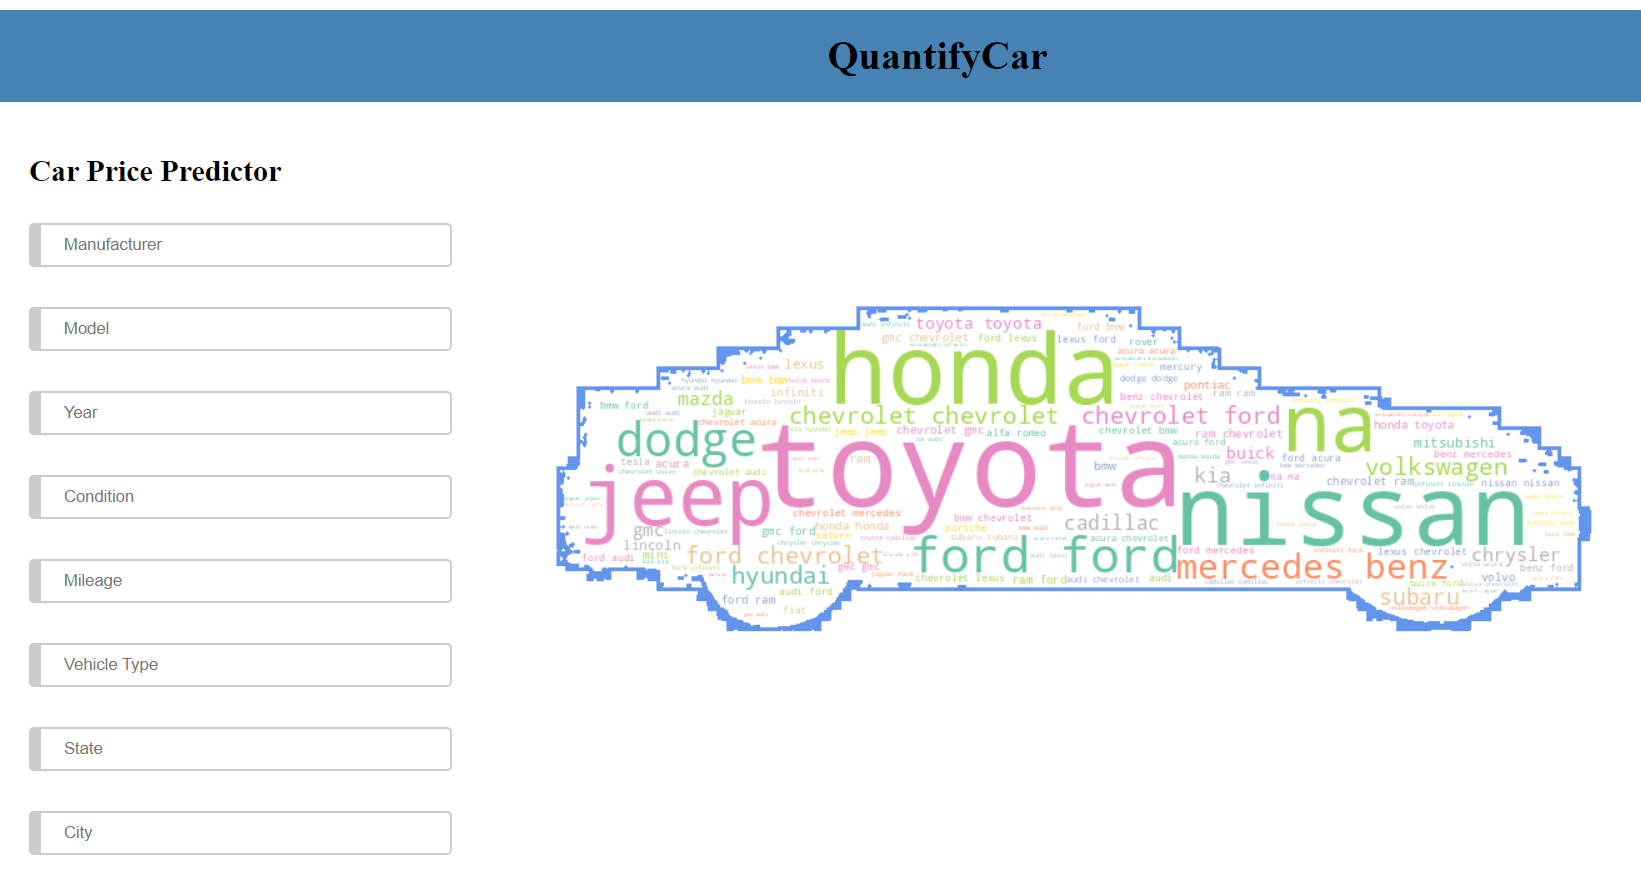 QuantifyCar
Car Price Predictor
Manufacturer
Model
Year
Condition
Mileage
Vehicle Type
State
City
toyota toyota
ford bmw
gmc chevrolet
ford lexus
lexus ford
rover
honda
acura acura
lexus
mercury
bmw bmw
dodge dodge
infiniti
pontiac
mazda
benz chevrolet
ram ram
bmw ford
jaguar
chevrolet chevrolet
chevrolet ford
na
honda toyota
chevrolet acura
dodge
jeep jeep
chevrolet gmc
alfa romeo
chevrolet bmw
ram chevrolet
acura ford
mitsubishi
toyota
buick
ford acura
benz mercedes
tesla
acura
ram
bmw
volkswagen
chevrolet audi
kia
na na
jeep
chevrolet ram
nissan nissan
nissan
chevrolet mercedes
bmw chevrolet
cadillac
gmc
gmc ford
honda honda
saturn
porsche
subaru subaru
acura chevrolet
lincoln
ford chevrolet
ford ford
ford mercedes
lexus chevrolet
chrysler
ford audi
mini
hyundai
gmc gmc
mercedes benz
benz ford
chevrolet lexus
ram ford
audi chevrolet
audi
volvo
audi ford
buick ford
ford ram
fiat
subaru